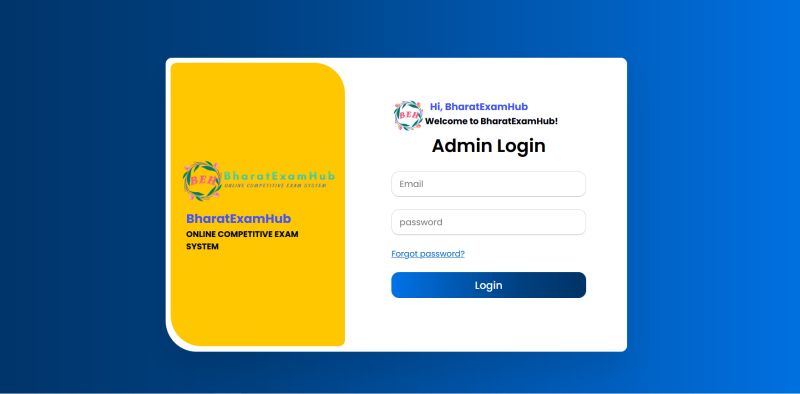 BEH
BharatExamHub
ONLINE COMPETITIVE EXAM SYSTEM
BharatExamHub
ONLINE COMPETITIVE EXAM
SYSTEM
BEH
Hi, BharatExamHub
Welcome to BharatExamHub!
Admin Login
Email
password
Forgot password?
Login